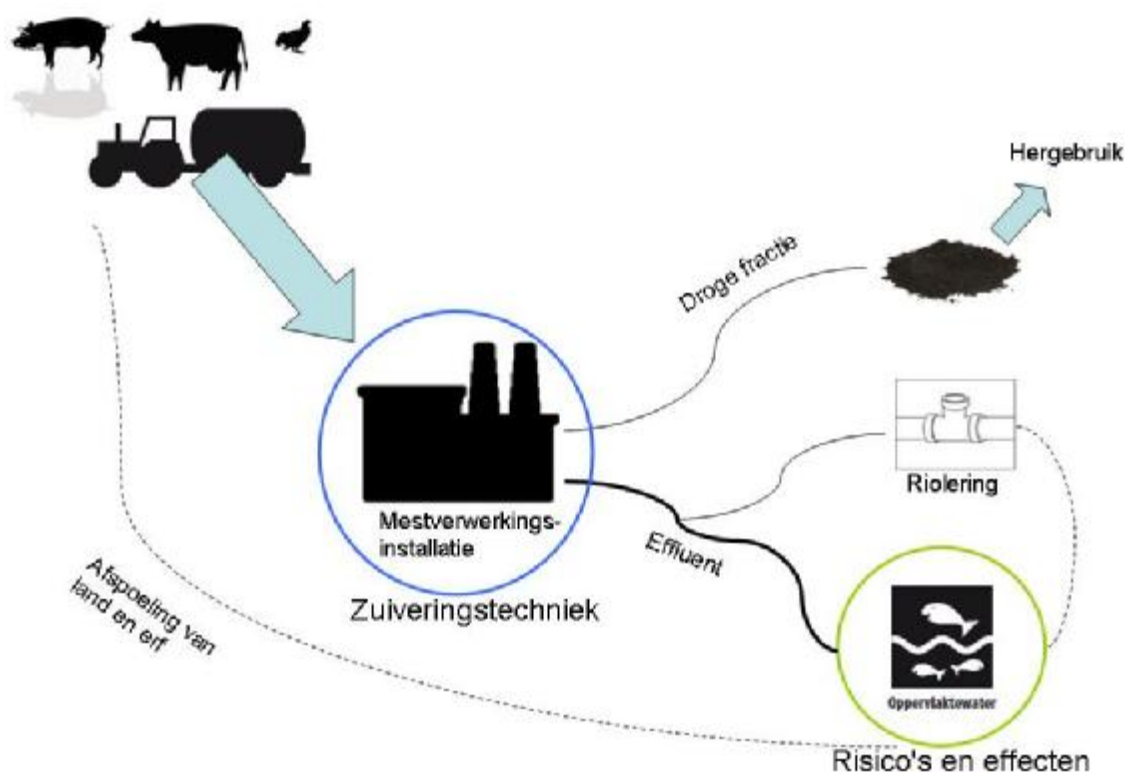 Hergebruik
Droge fractie
Riolering
Mestverwerkings-
installatie
Effluent
Zuiveringstechniek
Afspoeling van
land en erf
Oppervlaktewater
Risico's en effecten